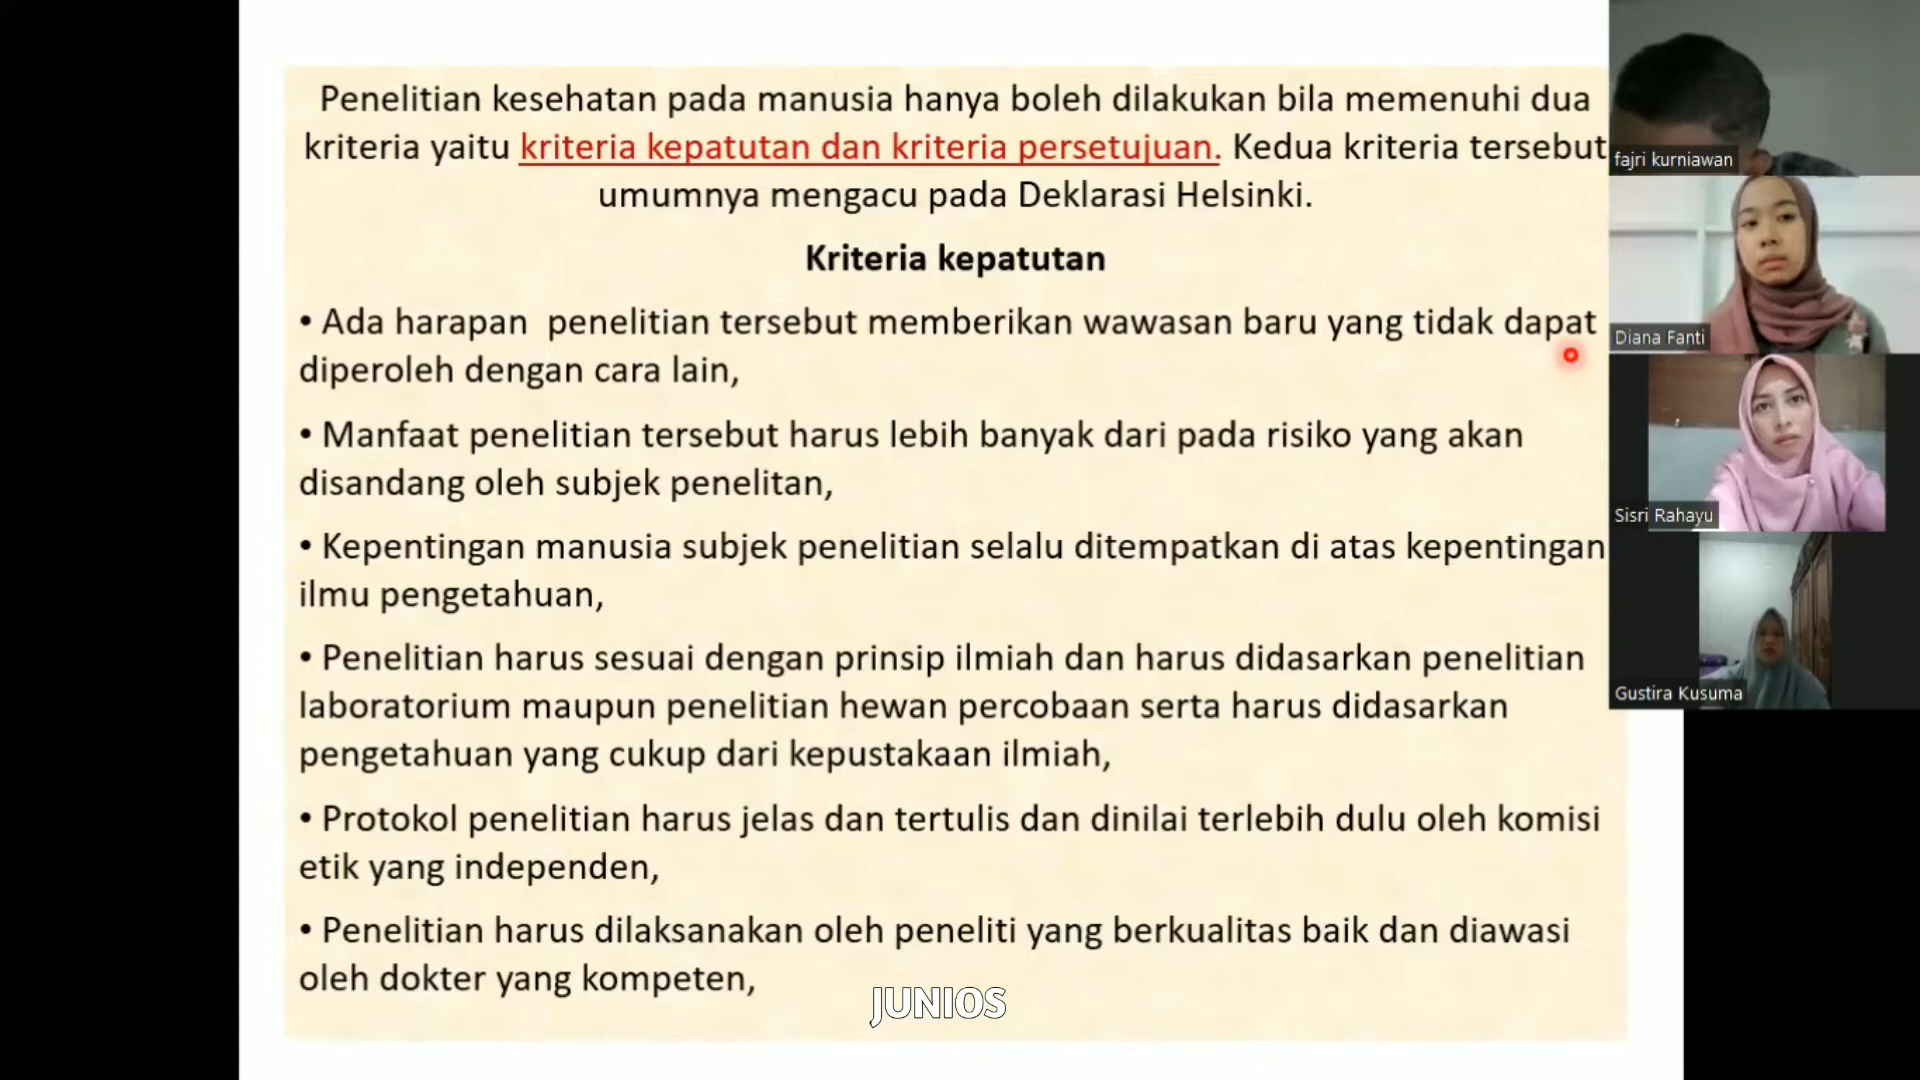 Penelitian kesehatan pada manusia hanya boleh dilakukan bila memenuhi dua
kriteria yaitu kriteria kepatutan dan kriteria persetujuan. Kedua kriteria tersebut
umumnya mengacu pada Deklarasi Helsinki.
Kriteria kepatutan
• Ada harapan penelitian tersebut memberikan wawasan baru yang tidak dapat
diperoleh dengan cara lain,
• Manfaat penelitian tersebut harus lebih banyak dari pada risiko yang akan
disandang oleh subjek penelitan,
• Kepentingan manusia subjek penelitian selalu ditempatkan di atas kepentingan
ilmu pengetahuan,
• Penelitian harus sesuai dengan prinsip ilmiah dan harus didasarkan penelitian
laboratorium maupun penelitian hewan percobaan serta harus didasarkan
pengetahuan yang cukup dari kepustakaan ilmiah,
• Protokol penelitian harus jelas dan tertulis dan dinilai terlebih dulu oleh komisi
etik yang independen,
• Penelitian harus dilaksanakan oleh peneliti yang berkualitas baik dan diawasi
oleh dokter yang kompeten,
JUNIOS
fajri kurniawan
Diana Fanti
Sisri Rahayu
Gustira Kusuma